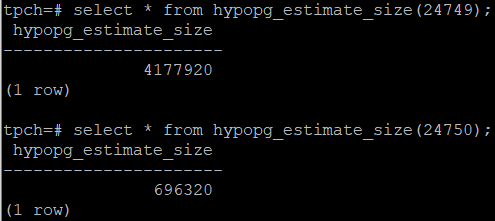 tpch=# select * from hypopg_estimate_size(24749);
 hypopg_estimate_size
----------------------
              4177920
(1 row)

tpch=# select * from hypopg_estimate_size(24750);
 hypopg_estimate_size
----------------------
               696320
(1 row)